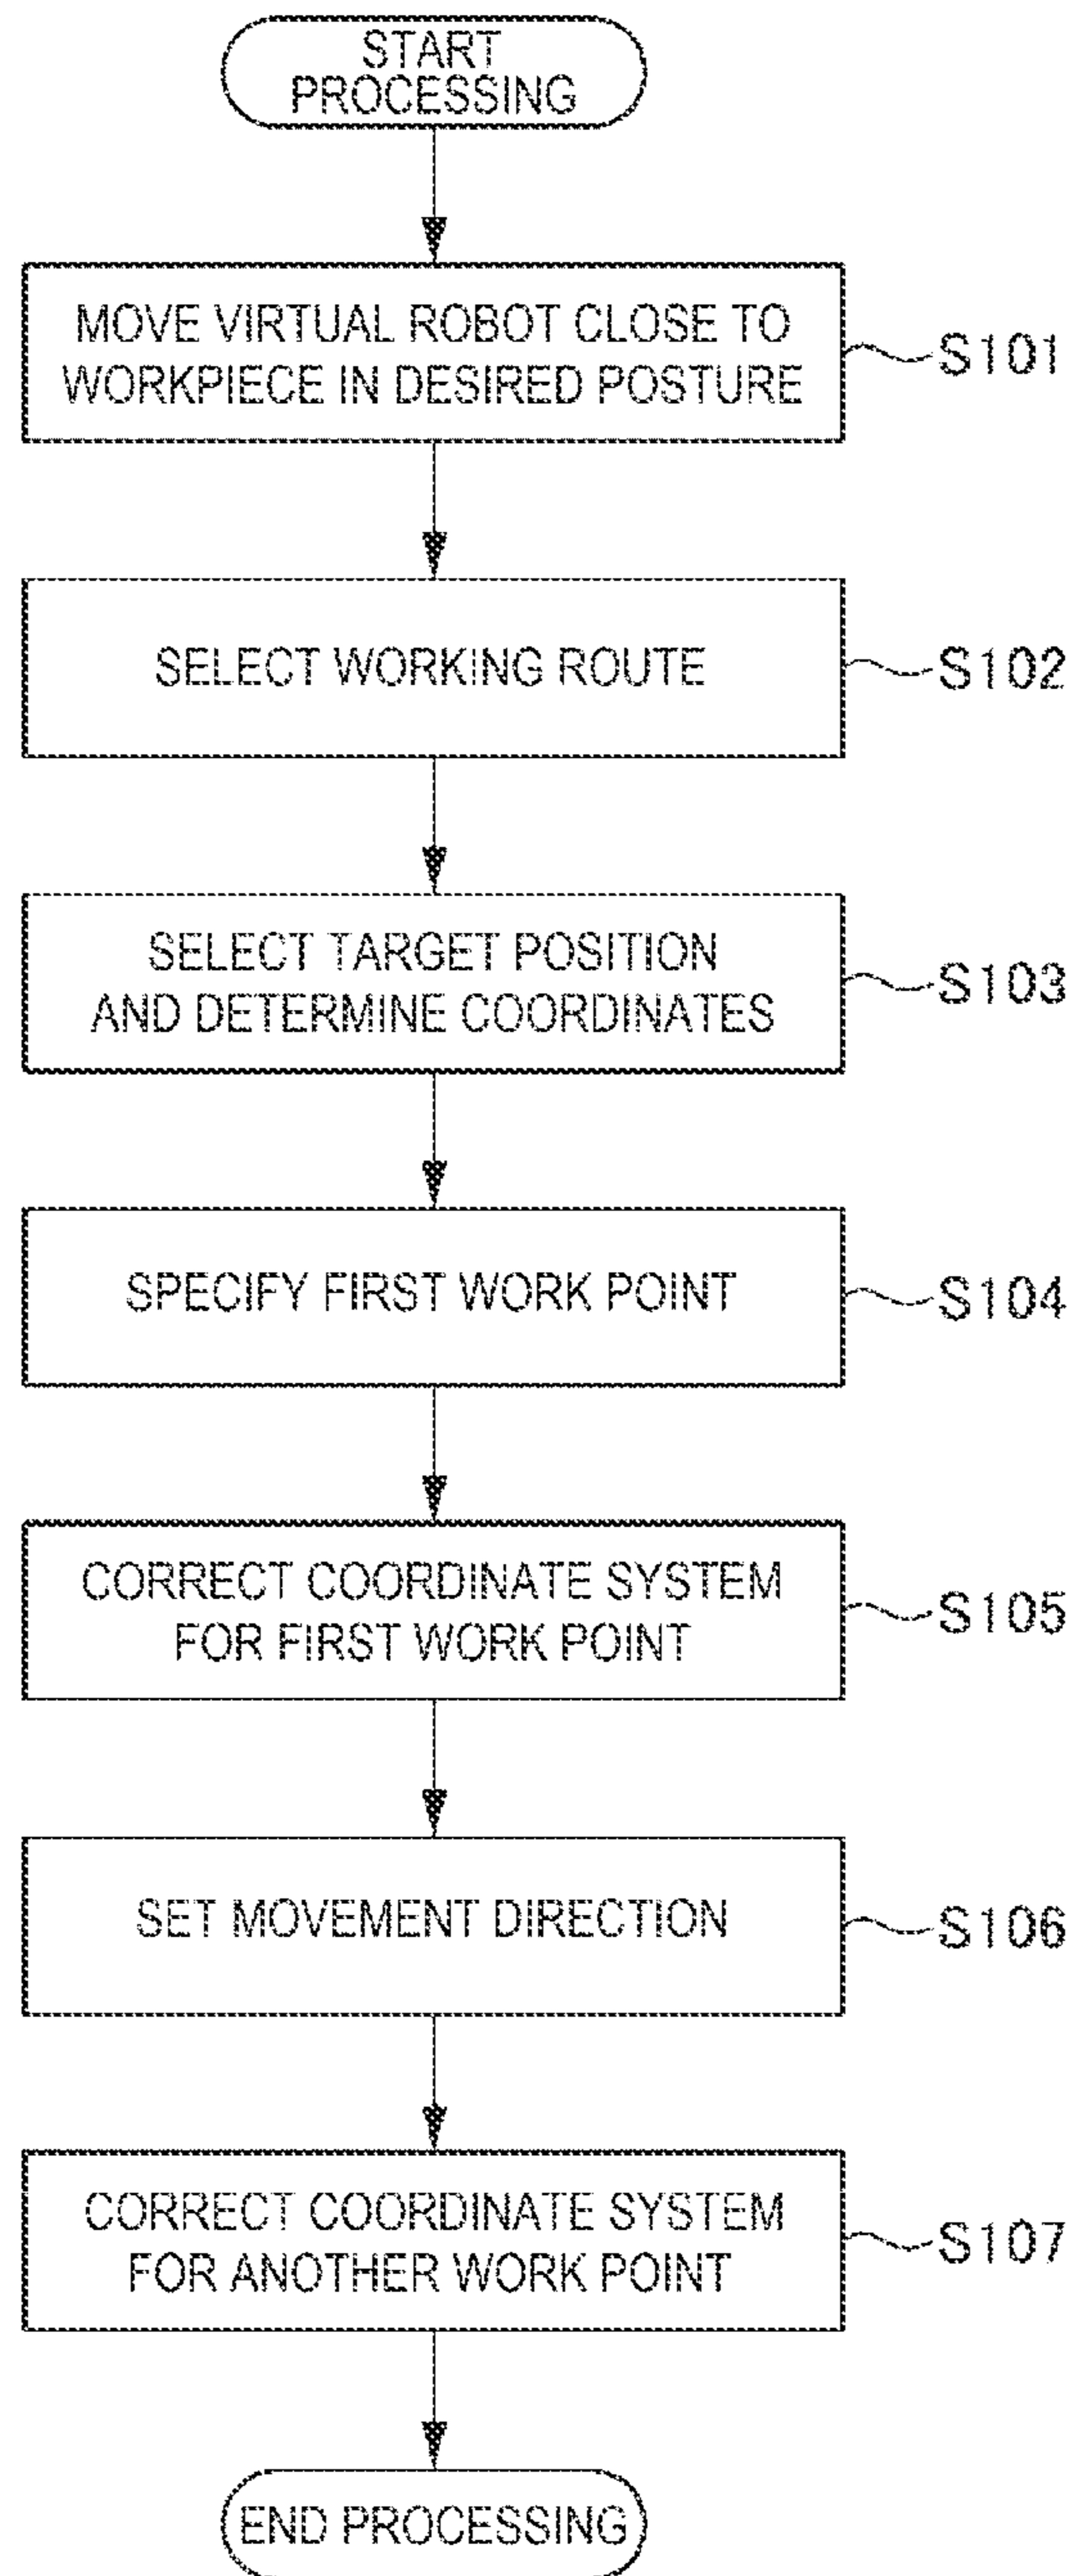 START
PROCESSING
MOVE VIRTUAL ROBOT CLOSE TO
WORKPIECE IN DESIRED POSTURE
S101
SELECT WORKING ROUTE
S102
SELECT TARGET POSITION
AND DETERMINE COORDINATES
S103
SPECIFY FIRST WORK POINT
S104
CORRECT COORDINATE SYSTEM
FOR FIRST WORK POINT
S105
SET MOVEMENT DIRECTION
S106
CORRECT COORDINATE SYSTEM
FOR ANOTHER WORK POINT
S107
END PROCESSING